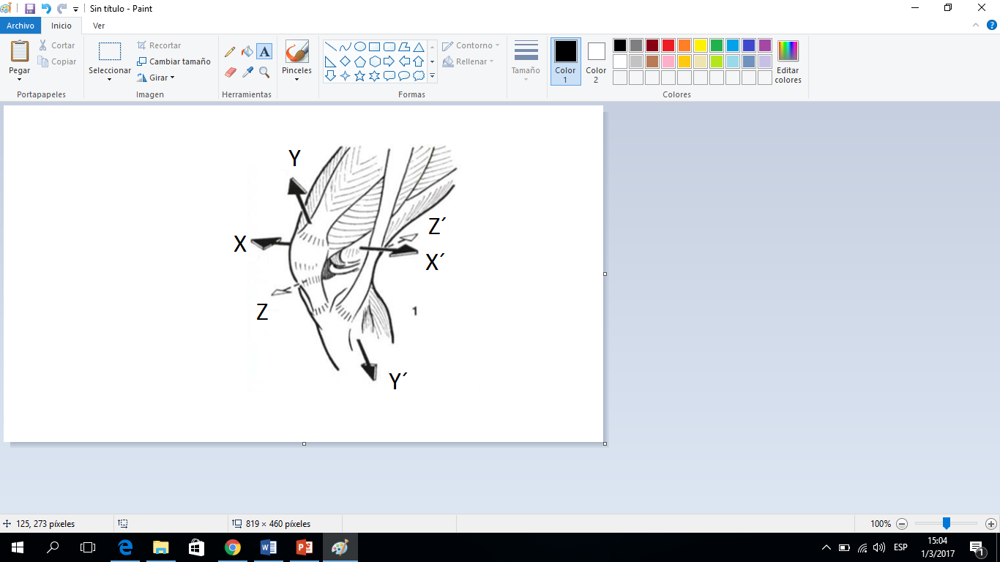 Sin título - Paint
Archivo
Inicio
Ver
Pegar
Cortar
Copiar
Portapapeles
Seleccionar
Recortar
Cambiar tamaño
Girar
Imagen
A
Herramientas
Pinceles
Contorno
Rellenar
Formas
Tamaño
Color 1
Color 2
Editar colores
Colores
Y
X
Z´
X´
Z
1
Y´
125, 273 píxeles
819 × 460 píxeles
100%
ESP
15:04
1/3/2017
1